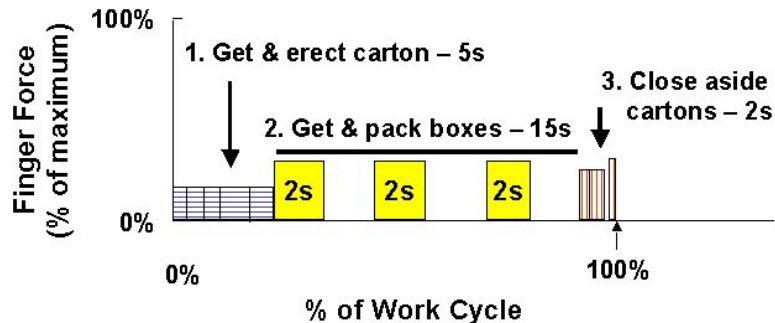 100%
1. Get & erect carton – 5s
3. Close aside
cartons – 2s
2. Get & pack boxes – 15s
Finger Force
(% of maximum)
2s
2s
2s
0%
0%
100%
% of Work Cycle